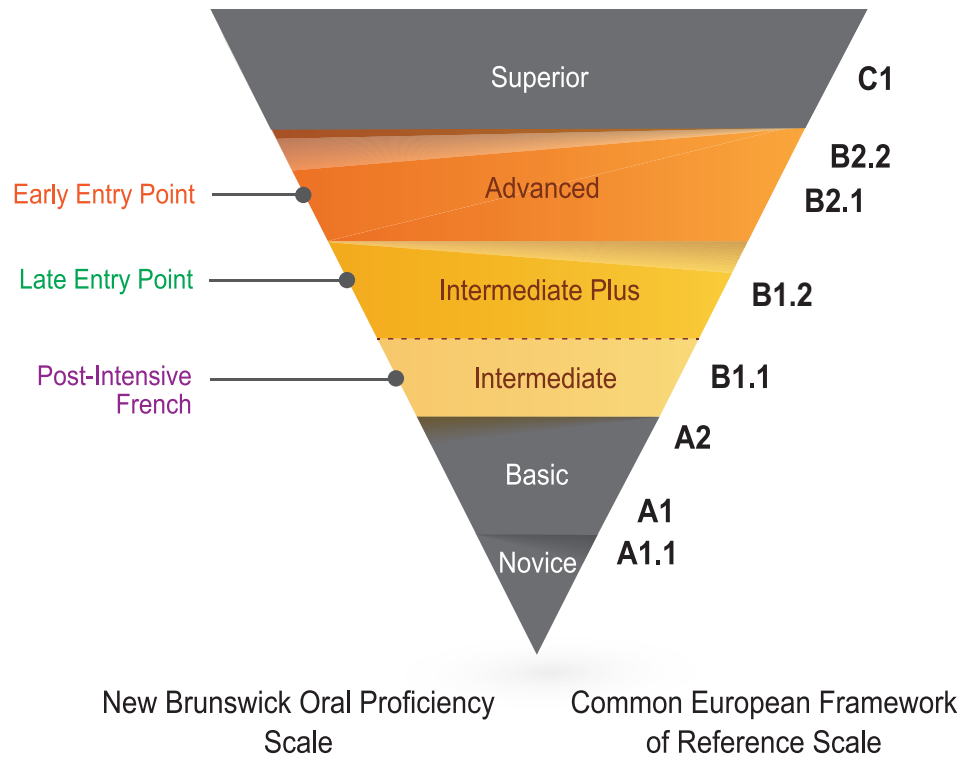 Superior
C1
B2.2
Early Entry Point
Advanced
B2.1
Late Entry Point
Intermediate Plus
B1.2
Post-Intensive
French
Intermediate
B1.1
A2
Basic
A1
Novice
A1.1
New Brunswick Oral Proficiency
Scale
Common European Framework
of Reference Scale